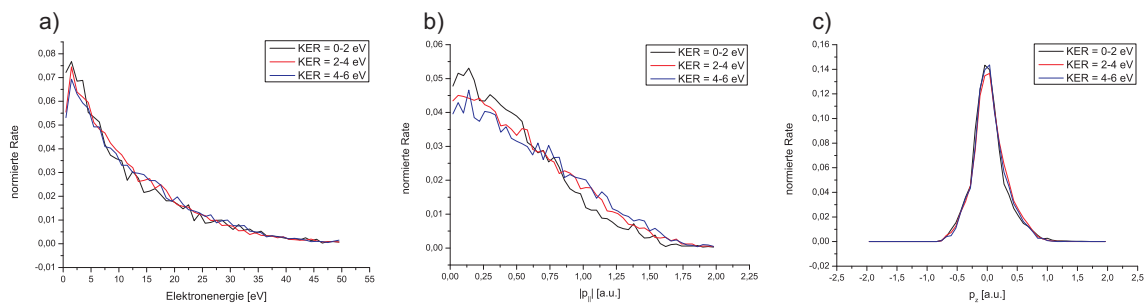 a)
KER = 0-2 eV
KER = 2-4 eV
KER = 4-6 eV
normierte Rate
0,08
0,07
0,06
0,05
0,04
0,03
0,02
0,01
0,00
-0,01
0 5 10 15 20 25 30 35 40 45 50 55
Elektronenergie [eV]
b)
KER = 0-2 eV
KER = 2-4 eV
KER = 4-6 eV
normierte Rate
0,06
0,05
0,04
0,03
0,02
0,01
0,00
0,00 0,25 0,50 0,75 1,00 1,25 1,50 1,75 2,00 2,25
|p||| [a.u.]
c)
KER = 0-2 eV
KER = 2-4 eV
KER = 4-6 eV
normierte Rate
0,16
0,14
0,12
0,10
0,08
0,06
0,04
0,02
0,00
-0,02
-2,5 -2,0 -1,5 -1,0 -0,5 0,0 0,5 1,0 1,5 2,0 2,5
pz [a.u.]